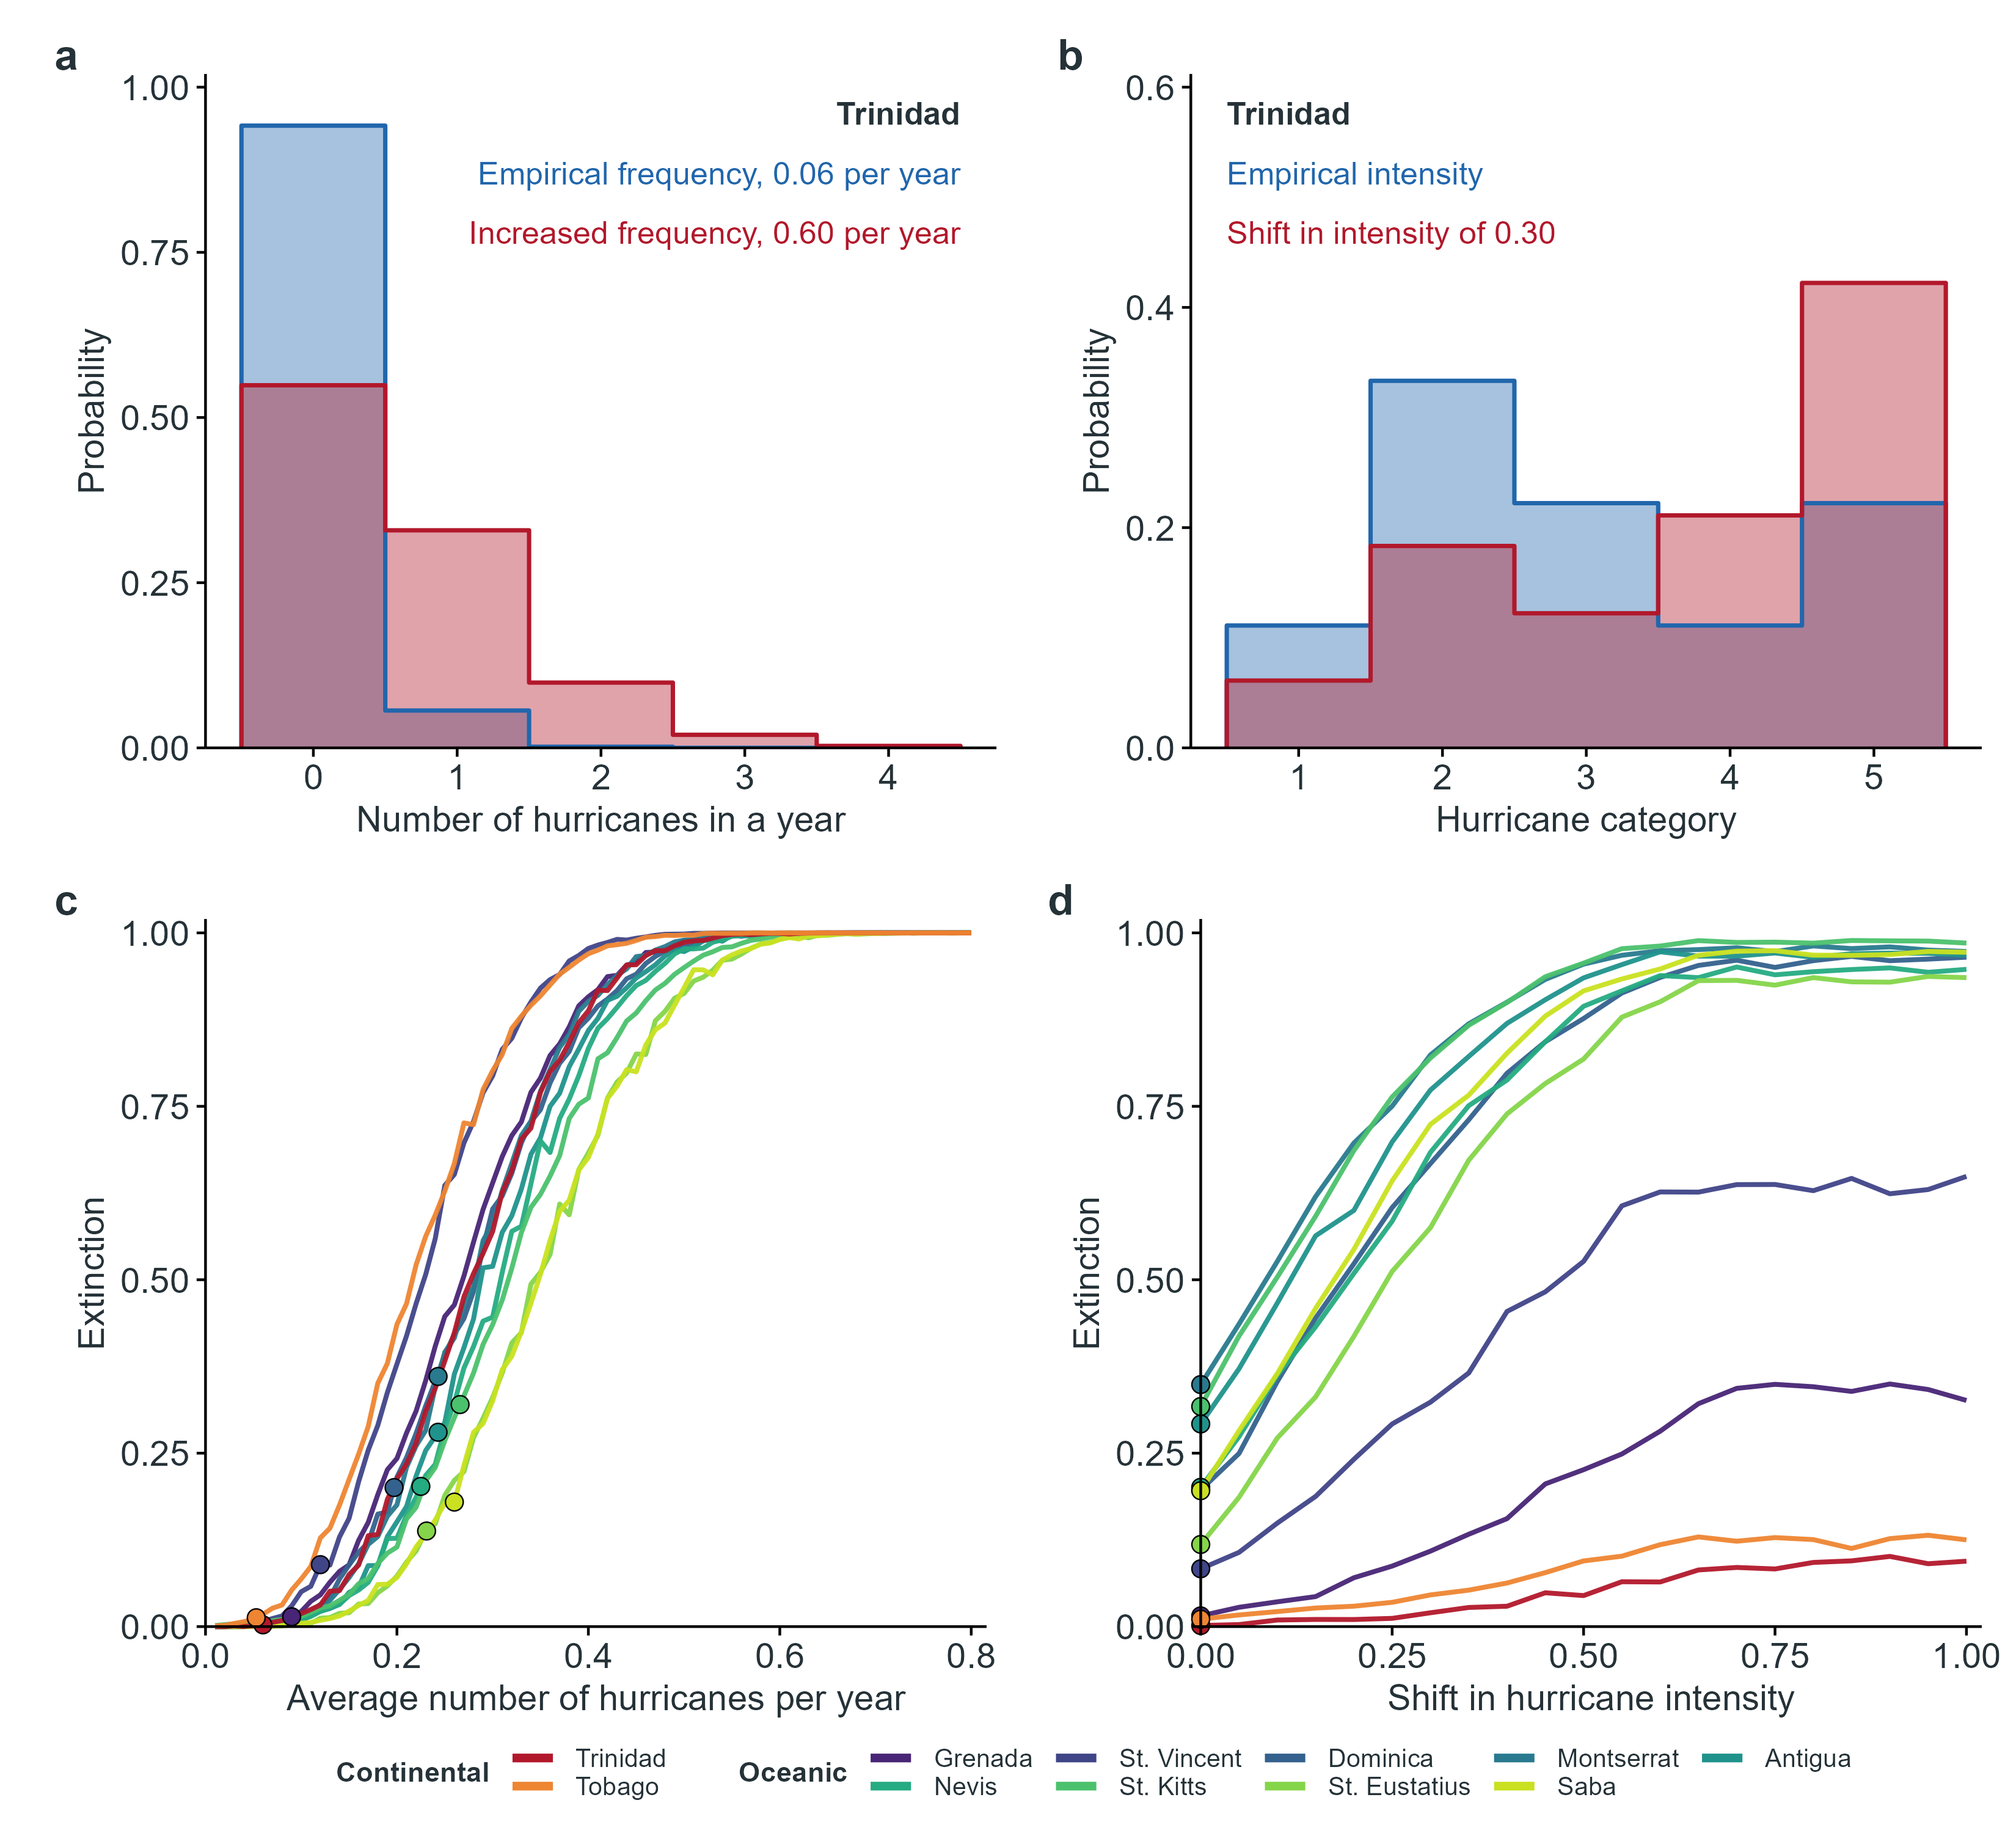 a
1.00
0.75
0.50
0.25
0.00
Probability
Trinidad
Empirical frequency, 0.06 per year
Increased frequency, 0.60 per year
0 1 2 3 4
Number of hurricanes in a year
b
0.6
0.4
0.2
0.0
Probability
Trinidad
Empirical intensity
Shift in intensity of 0.30
1 2 3 4 5
Hurricane category
c
1.00
0.75
0.50
0.25
0.00
Extinction
0.0 0.2 0.4 0.6 0.8
Average number of hurricanes per year
d
1.00
0.75
0.50
0.25
0.00
Extinction
0.00 0.25 0.50 0.75 1.00
Shift in hurricane intensity
Continental
Trinidad
Tobago
Oceanic
Grenada St. Vincent Dominica Montserrat Antigua
Nevis St. Kitts St. Eustatius Saba